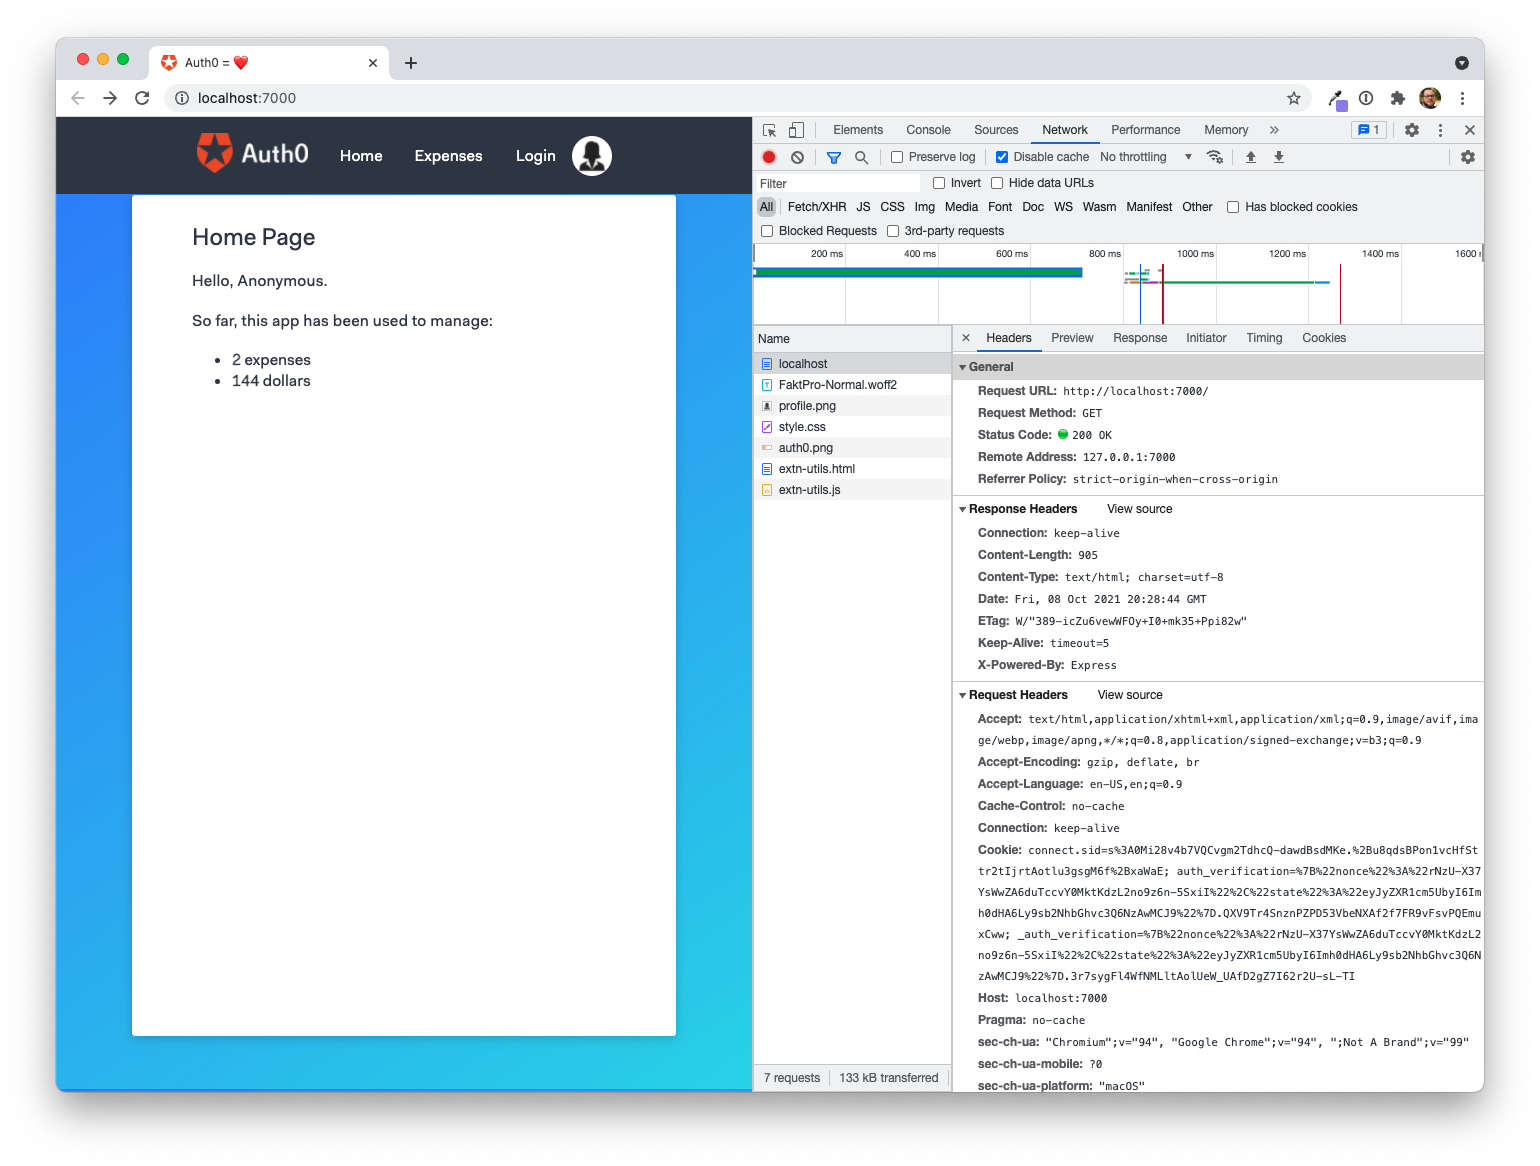 Auth0 = ❤️
localhost:7000
Auth0 Home Expenses Login
Home Page
Hello, Anonymous.
So far, this app has been used to manage:
• 2 expenses
• 144 dollars
Elements Console Sources Network Performance Memory » 1
Preserve log Disable cache No throttling
Filter Invert Hide data URLs
All Fetch/XHR JS CSS Img Media Font Doc WS Wasm Manifest Other Has blocked cookies
Blocked Requests 3rd-party requests
200 ms 400 ms 600 ms 800 ms 1000 ms 1200 ms 1400 ms 1600
Name
localhost
FaktPro-Normal.woff2
profile.png
style.css
auth0.png
extn-utils.html
extn-utils.js
7 requests 133 kB transferred
Headers Preview Response Initiator Timing Cookies
General
Request URL: http://localhost:7000/
Request Method: GET
Status Code: 200 OK
Remote Address: 127.0.0.1:7000
Referrer Policy: strict-origin-when-cross-origin
Response Headers View source
Connection: keep-alive
Content-Length: 905
Content-Type: text/html; charset=utf-8
Date: Fri, 08 Oct 2021 20:28:44 GMT
ETag: W/"389-icZu6vewWFOy+I0+mk35+Ppi82w"
Keep-Alive: timeout=5
X-Powered-By: Express
Request Headers View source
Accept: text/html,application/xhtml+xml,application/xml;q=0.9,image/avif,ima
ge/webp,image/apng,*/*;q=0.8,application/signed-exchange;v=b3;q=0.9
Accept-Encoding: gzip, deflate, br
Accept-Language: en-US,en;q=0.9
Cache-Control: no-cache
Connection: keep-alive
Cookie: connect.sid=s%3A0Mi28v4b7VQCvgm2TdhcQ-dawdBsdMKe.%2Bu8qdsBPon1vcHfSt
tr2tIjrtAotlu3gsgM6f%2BxaWaE; auth_verification=%7B%22nonce%22%3A%22rNzU-X37
YsWwZA6duTccvY0MktKdzL2no9z6n-5SxiI%22%2C%22state%22%3A%22eyJyZXR1cm5UbyI6Im
h0dHA6Ly9sb2NhbGhvc3Q6NzAwMCJ9%22%7D.QXV9Tr4SnznPZPD53VbeNXAf2f7FR9vFsvPQEmu
xCww; _auth_verification=%7B%22nonce%22%3A%22rNzU-X37YsWwZA6duTccvY0MktKdzL2
no9z6n-5SxiI%22%2C%22state%22%3A%22eyJyZXR1cm5UbyI6Imh0dHA6Ly9sb2NhbGhvc3Q6N
zAwMCJ9%22%7D.3r7sygFl4WfNMLltAolUeW_UAfD2gZ7I62r2U-sL-TI
Host: localhost:7000
Pragma: no-cache
sec-ch-ua: "Chromium";v="94", "Google Chrome";v="94", ";Not A Brand";v="99"
sec-ch-ua-mobile: ?0
sec-ch-ua-platform: "macOS"